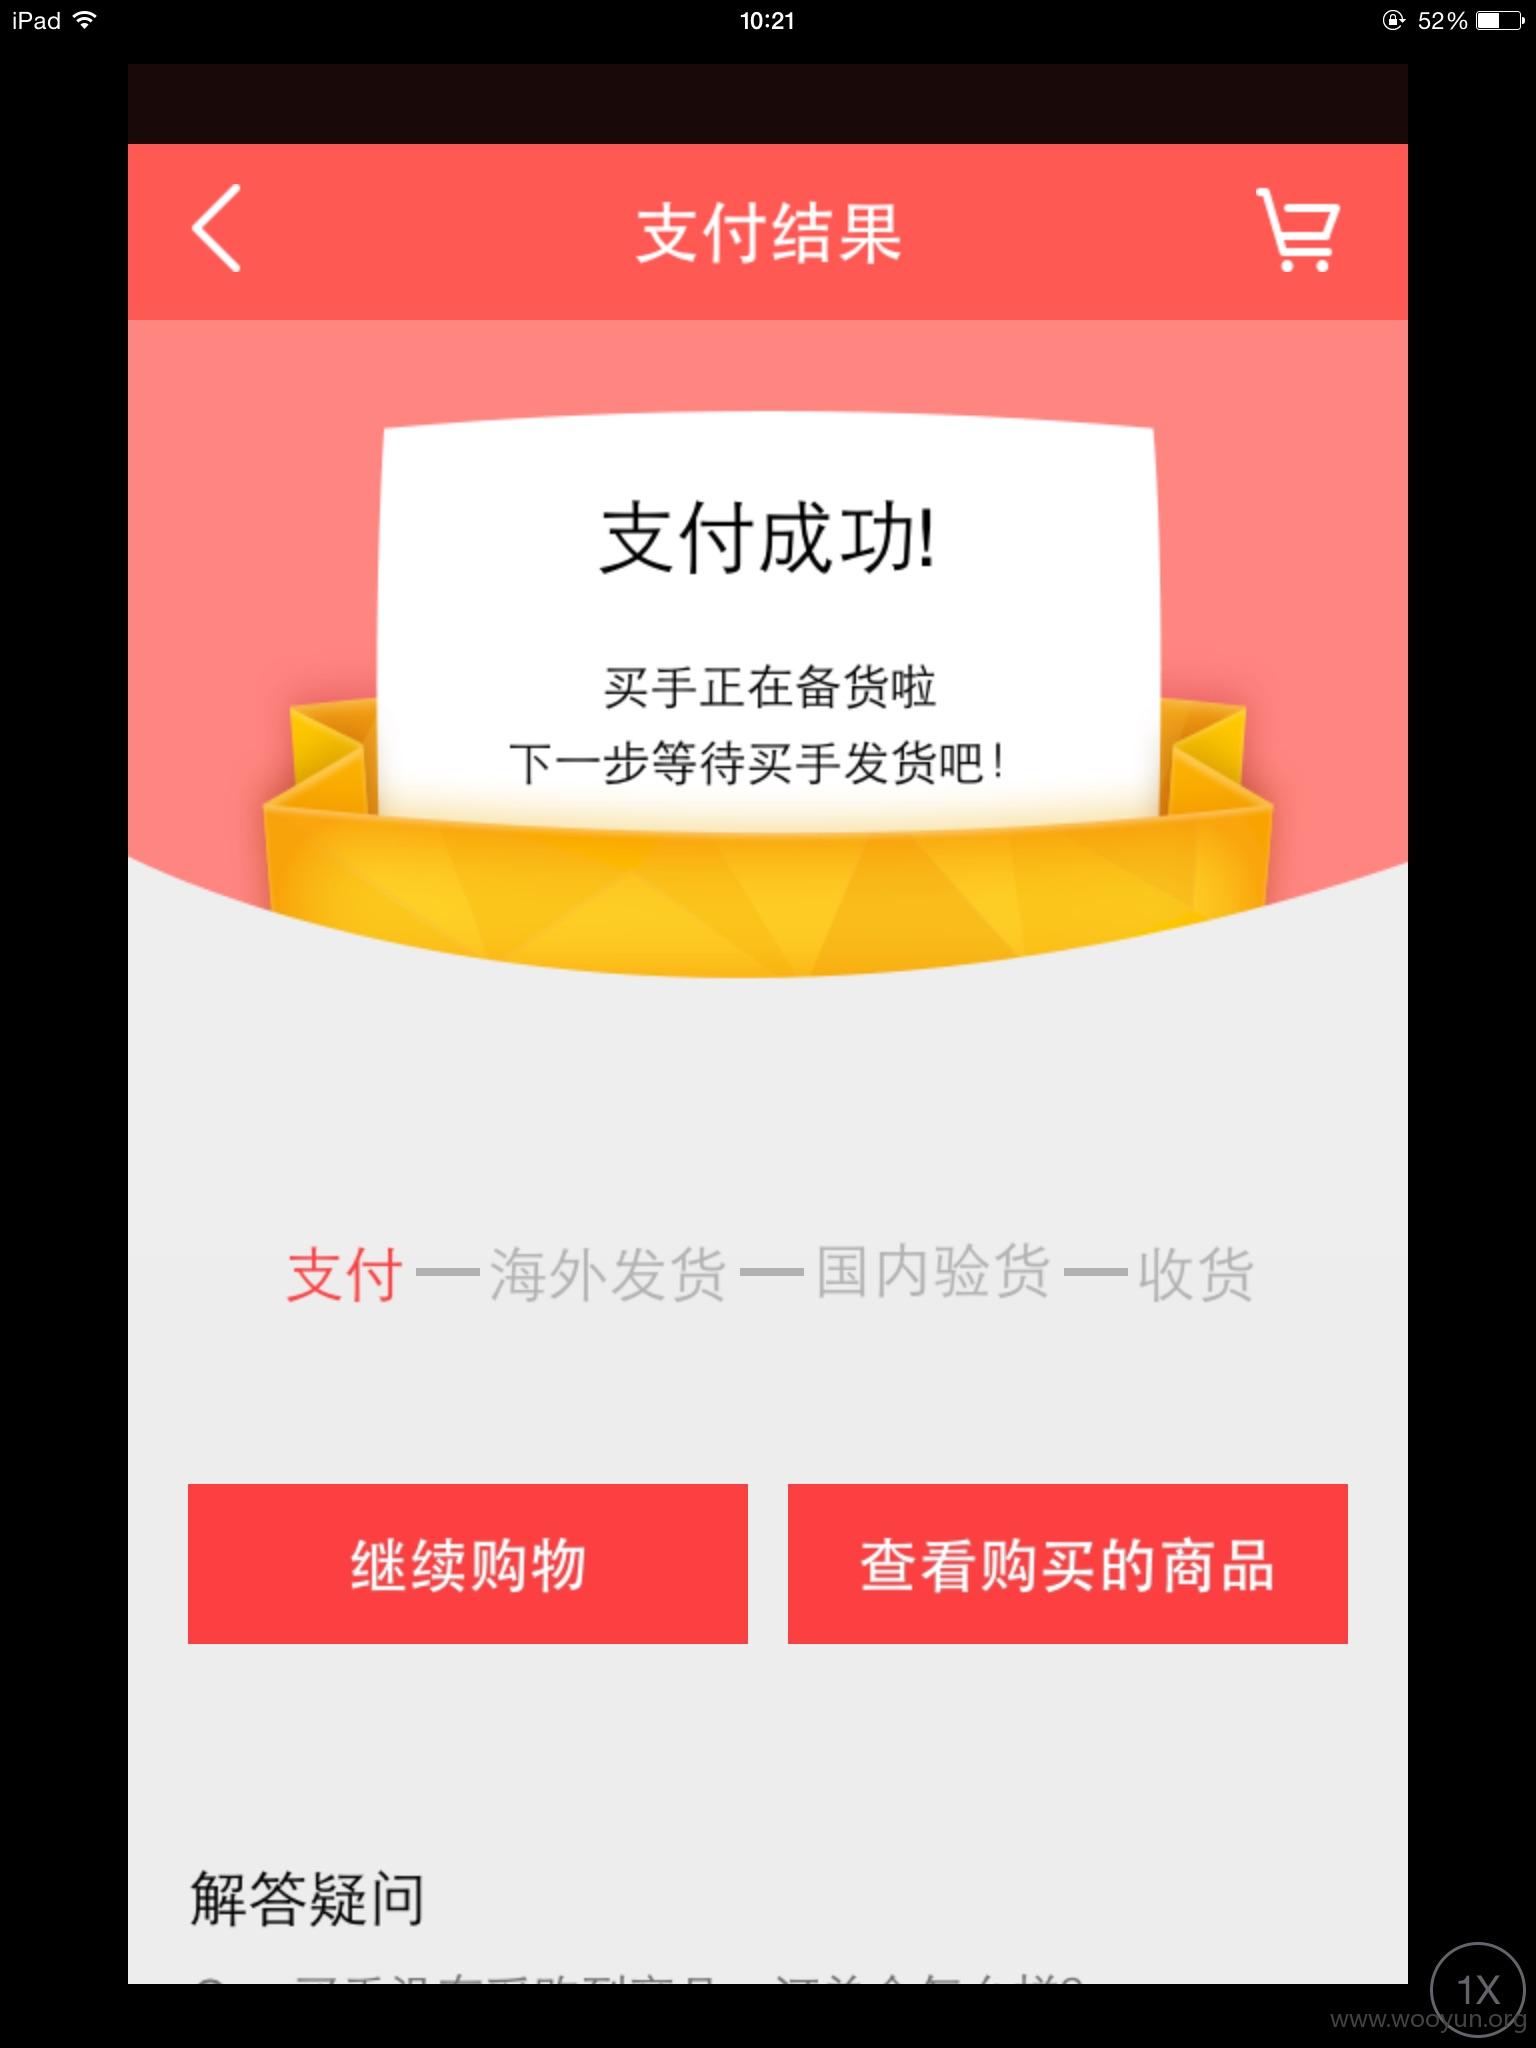 iPad 10:21 52%
支付结果
支付成功!
买手正在备货啦
下一步等待买手发货吧!
支付 海外发货 国内验货 收货
继续购物 查看购买的商品
解答疑问
1X
www.wooyun.org